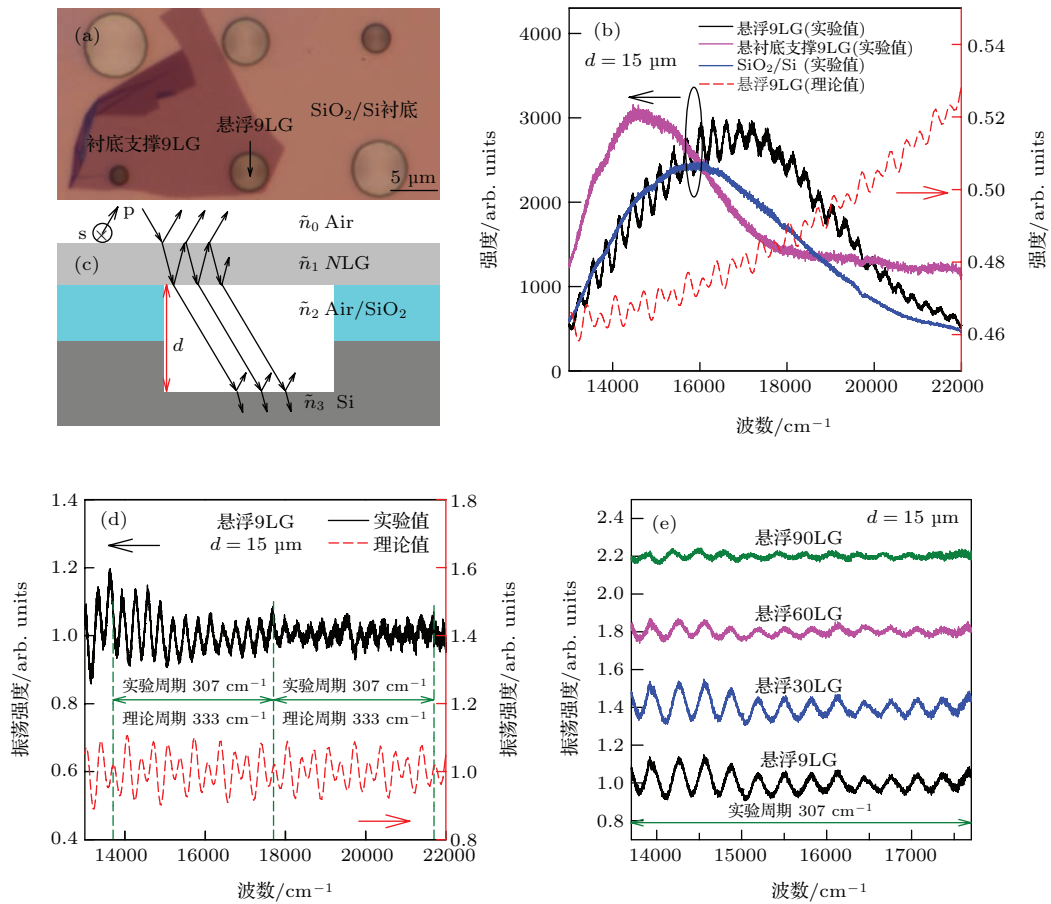 (a)
SiO₂/Si衬底
悬浮9LG
衬底支撑9LG
5 µm
(b)
d = 15 µm
悬浮9LG(实验值)
悬衬底支撑9LG(实验值)
SiO₂/Si (实验值)
悬浮9LG(理论值)
4300
3000
2000
1000
0
强度/arb. units
0.54
0.52
0.50
0.48
0.46
强度/arb. units
14000 16000 18000 20000 22000
波数/cm⁻¹
(c)
s p
ñ₀ Air
ñ₁ NLG
ñ₂ Air/SiO₂
d
ñ₃ Si
(d)
悬浮9LG
d = 15 µm
实验值
理论值
1.4
1.2
1.0
0.8
0.6
0.4
振荡强度/arb. units
1.8
1.6
1.4
1.2
1.0
0.8
振荡强度/arb. units
实验周期 307 cm⁻¹ 实验周期 307 cm⁻¹
理论周期 333 cm⁻¹ 理论周期 333 cm⁻¹
14000 16000 18000 20000 22000
波数/cm⁻¹
(e)
d = 15 µm
悬浮90LG
悬浮60LG
悬浮30LG
悬浮9LG
实验周期 307 cm⁻¹
2.4
2.0
1.6
1.2
0.8
振荡强度/arb. units
14000 15000 16000 17000
波数/cm⁻¹